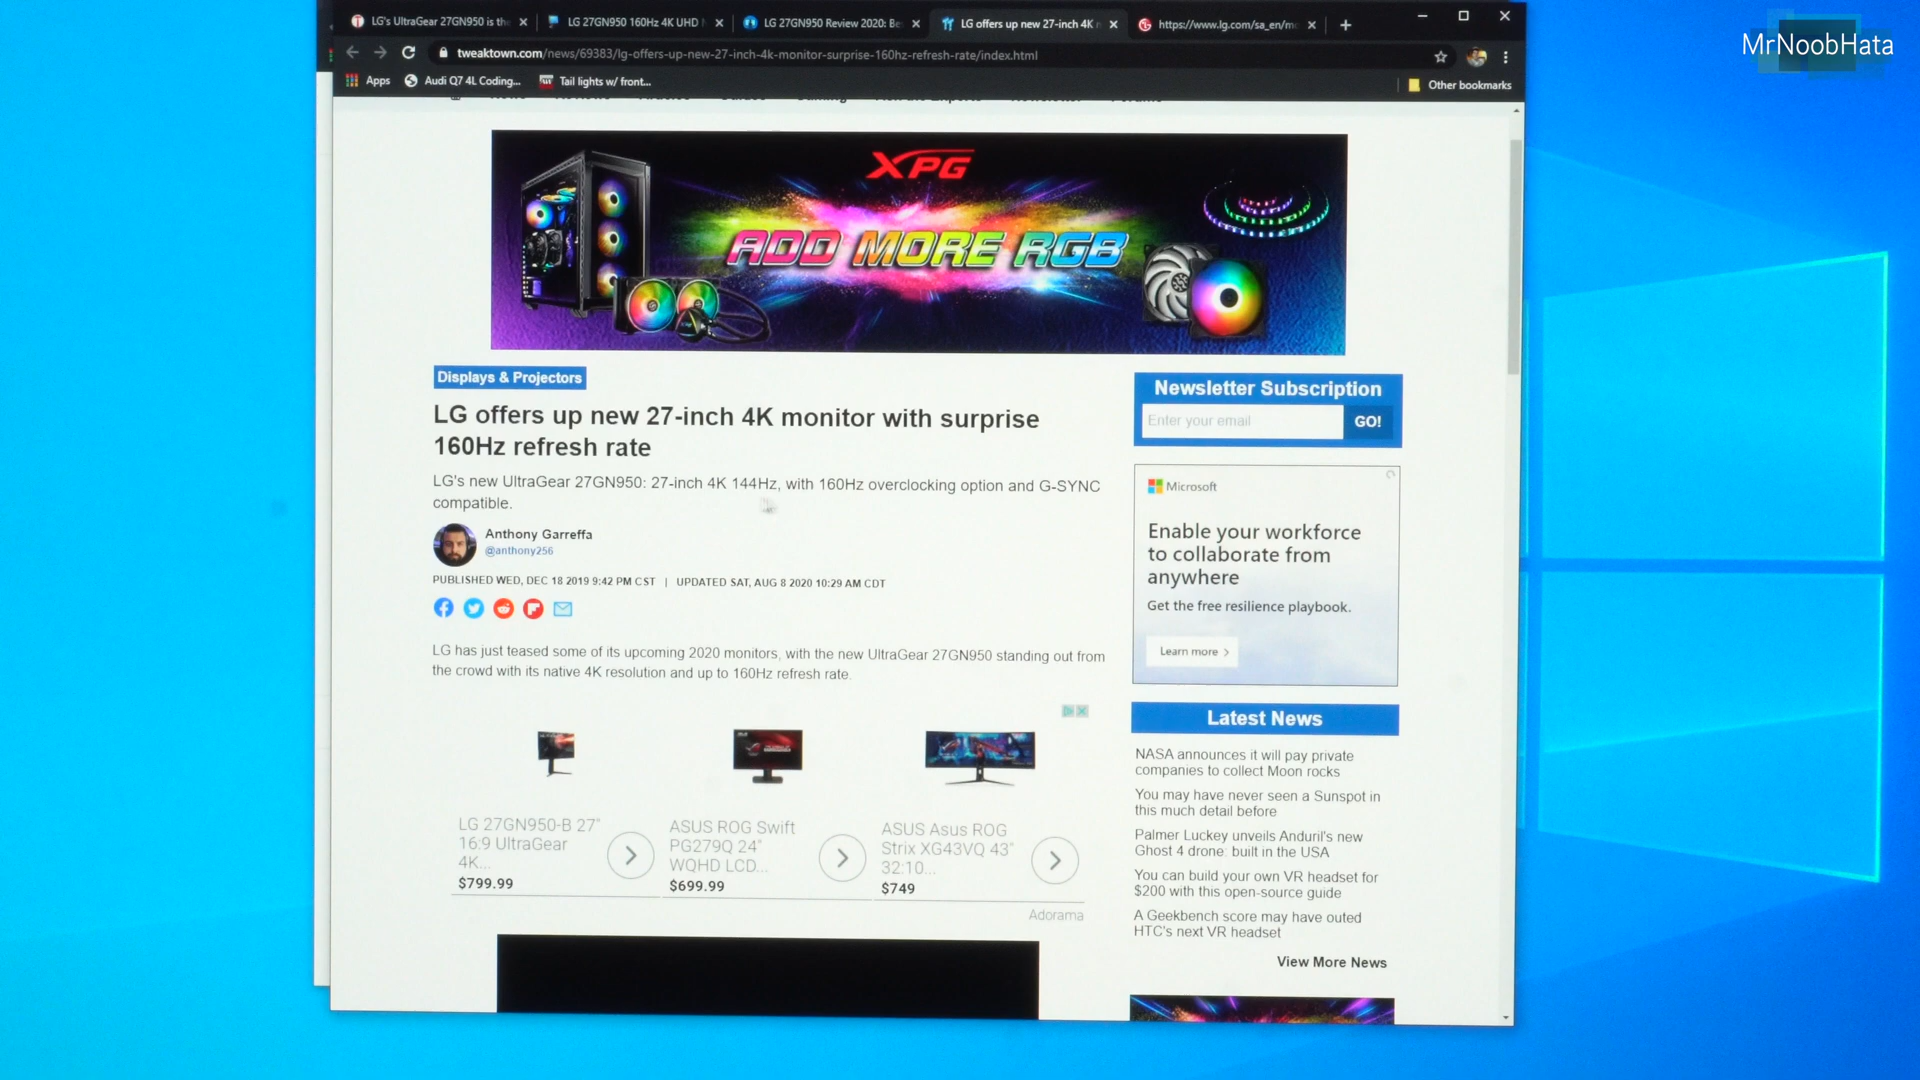 MrNoobHata
LG's UltraGear 27GN950 is the
LG 27GN950 160Hz 4K UHD
LG 27GN950 Review 2020: Be
LG offers up new 27-inch 4K
https://www.lg.com/sa_en/mo
tweaktown.com/news/69383/lg-offers-up-new-27-inch-4k-monitor-surprise-160hz-refresh-rate/index.html
Apps
Audi Q7 4L Coding...
Tail lights w/ front...
Other bookmarks
XPG
ADD MORE RGB
Displays & Projectors
LG offers up new 27-inch 4K monitor with surprise
160Hz refresh rate
LG's new UltraGear 27GN950: 27-inch 4K 144Hz, with 160Hz overclocking option and G-SYNC
compatible.
Anthony Garreffa
@anthony256
PUBLISHED WED, DEC 18 2019 9:42 PM CST | UPDATED SAT, AUG 8 2020 10:29 AM CDT
LG has just teased some of its upcoming 2020 monitors, with the new UltraGear 27GN950 standing out from
the crowd with its native 4K resolution and up to 160Hz refresh rate.
LG 27GN950-B 27"
16:9 UltraGear
4K...
$799.99
ASUS ROG Swift
PG279Q 24"
WQHD LCD...
$699.99
ASUS Asus ROG
Strix XG43VQ 43"
32:10...
$749
Adorama
Newsletter Subscription
Enter your email
GO!
Microsoft
Enable your workforce
to collaborate from
anywhere
Get the free resilience playbook.
Learn more >
Latest News
NASA announces it will pay private
companies to collect Moon rocks
You may have never seen a Sunspot in
this much detail before
Palmer Luckey unveils Anduril's new
Ghost 4 drone: built in the USA
You can build your own VR headset for
$200 with this open-source guide
A Geekbench score may have outed
HTC's next VR headset
View More News